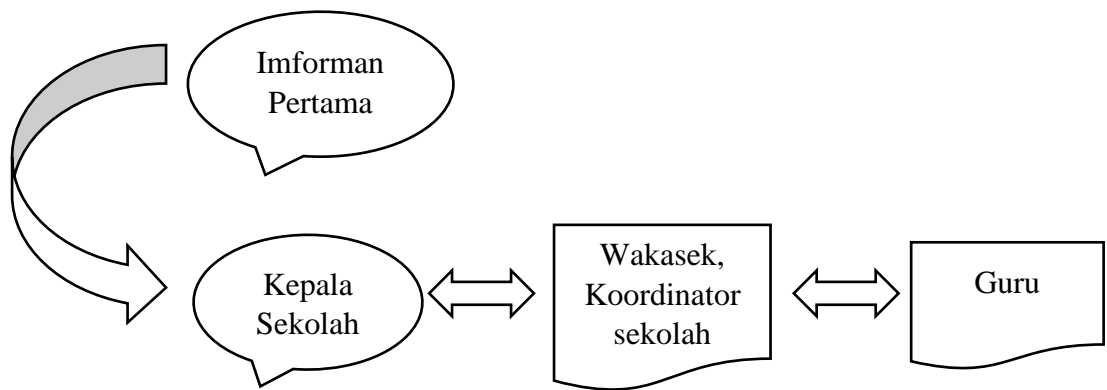 Imforman
Pertama
Kepala
Sekolah
Wakasek,
Koordinator
sekolah
Guru